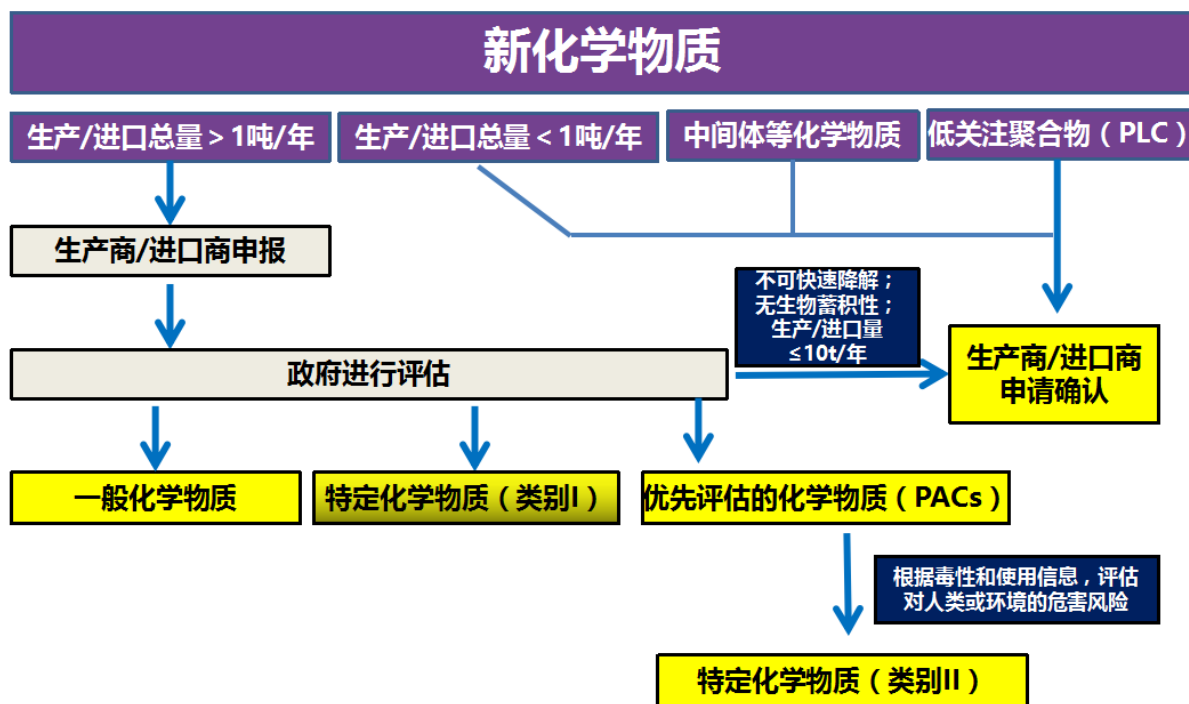 新化学物质
生产/进口总量＞1吨/年
生产/进口总量＜1吨/年
中间体等化学物质
低关注聚合物（PLC）
生产商/进口商申报
不可快速降解；
无生物蓄积性；
生产/进口量
≤10t/年
政府进行评估
生产商/进口商
申请确认
一般化学物质
特定化学物质（类别I）
优先评估的化学物质（PACs）
根据毒性和使用信息，评估
对人类或环境的危害风险
特定化学物质（类别II）